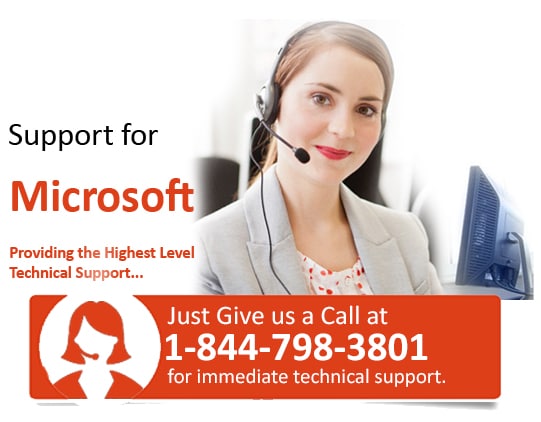 Support for
Microsoft
Providing the Highest Level
Technical Support...
Just Give us a Call at
1-844-798-3801
for immediate technical support.